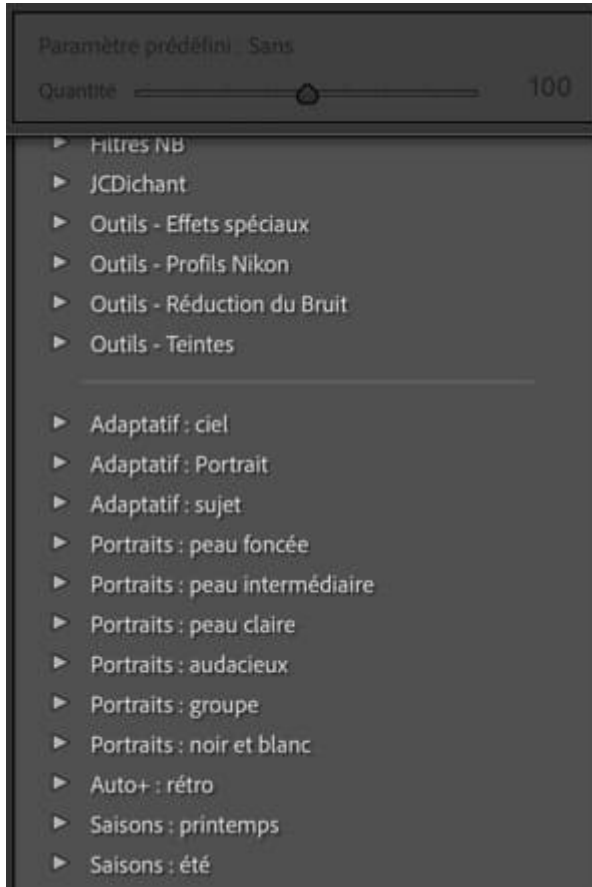 Paramètre prédéfini : Sans
Quantité 100
Filtres NB
JCDichant
Outils - Effets spéciaux
Outils - Profils Nikon
Outils - Réduction du Bruit
Outils - Teintes
Adaptatif : ciel
Adaptatif : Portrait
Adaptatif : sujet
Portraits : peau foncée
Portraits : peau intermédiaire
Portraits : peau claire
Portraits : audacieux
Portraits : groupe
Portraits : noir et blanc
Auto+ : rétro
Saisons : printemps
Saisons : été